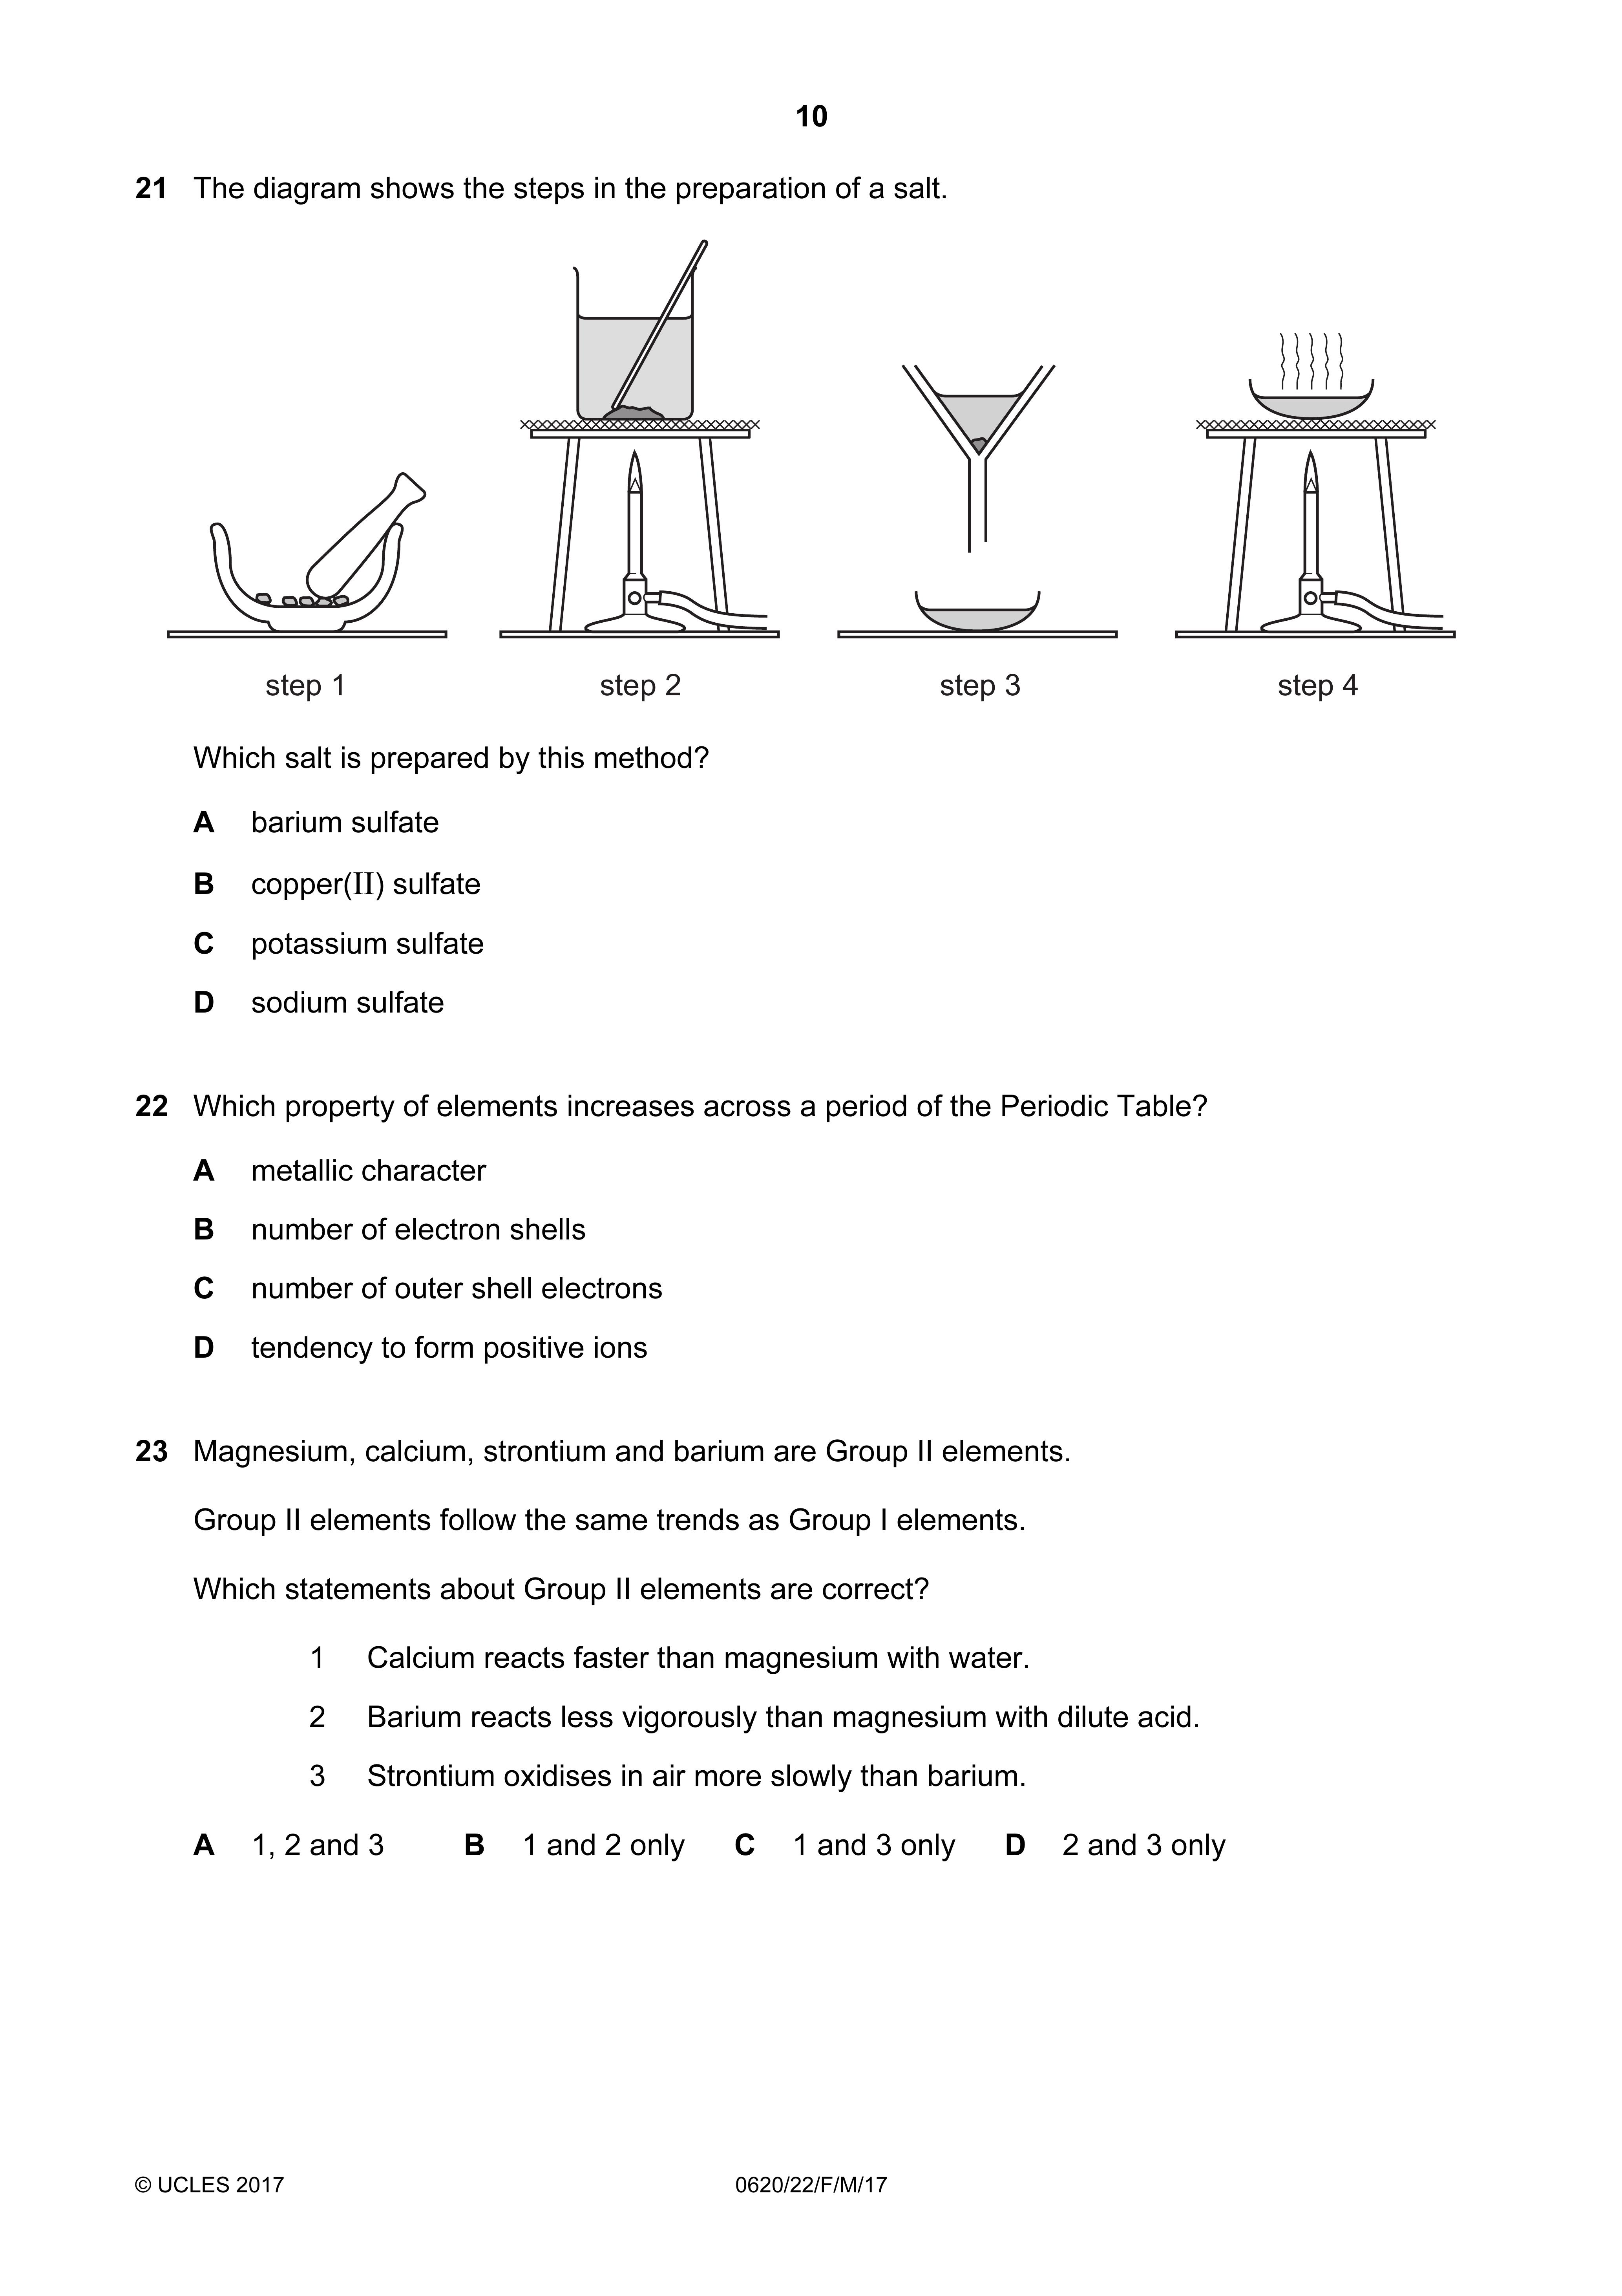 10
21 The diagram shows the steps in the preparation of a salt.
step 1 step 2 step 3 step 4
Which salt is prepared by this method?
A barium sulfate
B copper(II) sulfate
C potassium sulfate
D sodium sulfate
22 Which property of elements increases across a period of the Periodic Table?
A metallic character
B number of electron shells
C number of outer shell electrons
D tendency to form positive ions
23 Magnesium, calcium, strontium and barium are Group II elements.
Group II elements follow the same trends as Group I elements.
Which statements about Group II elements are correct?
1 Calcium reacts faster than magnesium with water.
2 Barium reacts less vigorously than magnesium with dilute acid.
3 Strontium oxidises in air more slowly than barium.
A 1, 2 and 3 B 1 and 2 only C 1 and 3 only D 2 and 3 only
© UCLES 2017 0620/22/F/M/17